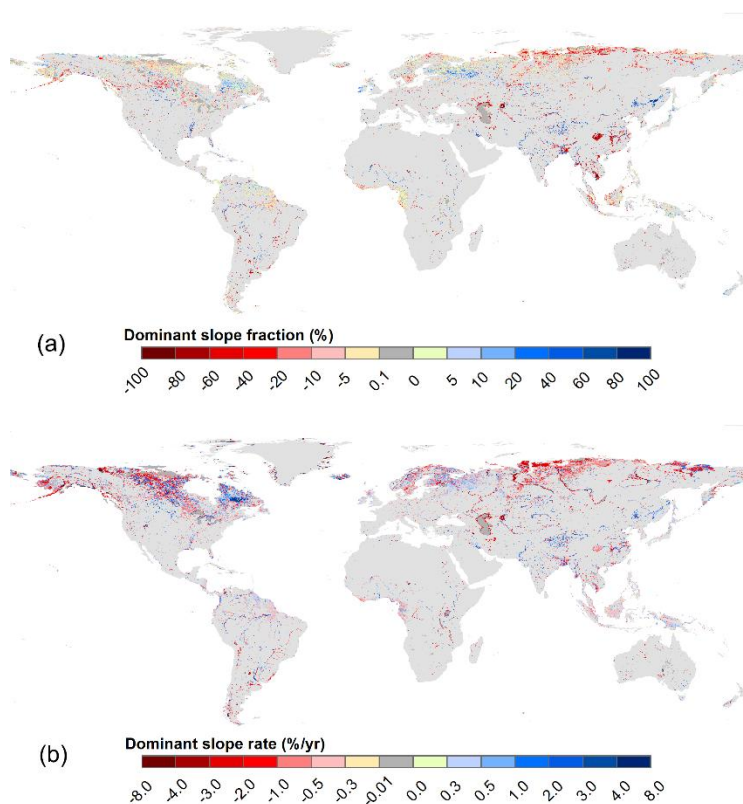 (a)
Dominant slope fraction (%)
-100 -80 -60 -40 -20 -10 -5 0.1 0 5 10 20 40 60 80 100
(b)
Dominant slope rate (%/yr)
-8.0 -4.0 -3.0 -2.0 -1.0 -0.5 -0.3 -0.01 0.0 0.3 0.5 1.0 2.0 3.0 4.0 8.0